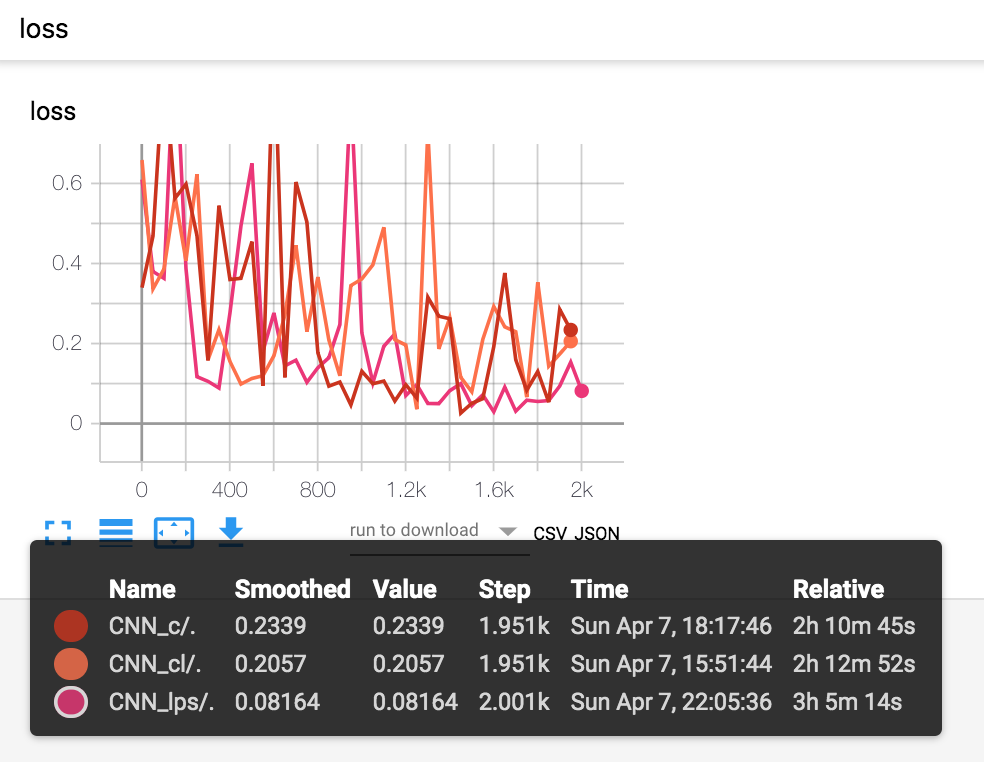 loss
loss
0.6
0.4
0.2
0
0 400 800 1.2k 1.6k 2k
run to download CSV JSON
Name Smoothed Value Step Time Relative
CNN_c/. 0.2339 0.2339 1.951k Sun Apr 7, 18:17:46 2h 10m 45s
CNN_cl/. 0.2057 0.2057 1.951k Sun Apr 7, 15:51:44 2h 12m 52s
CNN_lps/. 0.08164 0.08164 2.001k Sun Apr 7, 22:05:36 3h 5m 14s